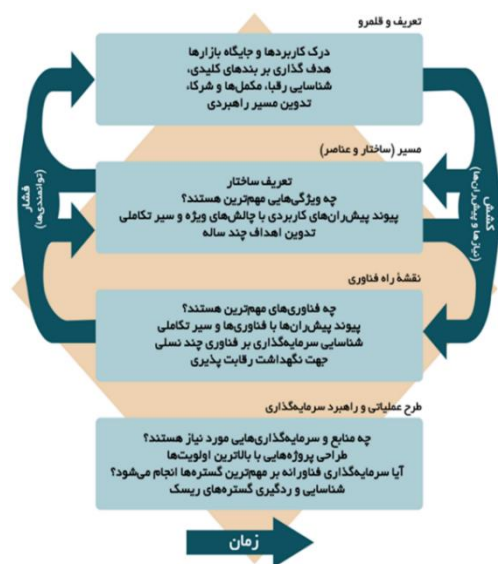 تعریف و قلمرو
درک کاربردها و جایگاه بازارها
هدف گذاری بر بندهای کلیدی،
شناسایی رقبا، مکمل‌ها و شرکا،
تدوین مسیر راهبردی
مسیر (ساختار و عناصر)
تعریف ساختار
چه ویژگی‌هایی مهم‌ترین هستند؟
پیوند پیش‌ران‌های کاربردی با چالش‌های ویژه و سیر تکاملی
تدوین اهداف چند ساله
کشش
(نیازها و پیش‌ران‌ها)
فشار
(توانمندی‌ها)
نقشهٔ راه فناوری
چه فناوری‌های مهم‌ترین هستند؟
پیوند پیش‌ران‌ها با فناوری‌ها و سیر تکاملی
شناسایی سرمایه‌گذاری بر فناوری چند نسلی
جهت نگهداشت رقابت پذیری
طرح عملیاتی و راهبرد سرمایه‌گذاری
چه منابع و سرمایه‌گذاری‌هایی مورد نیاز هستند؟
طراحی پروژه‌هایی با بالاترین اولویت‌ها
آیا سرمایه‌گذاری فناورانه بر مهم‌ترین گستره‌ها انجام می‌شود؟
شناسایی و ردگیری گستره‌های ریسک
زمان